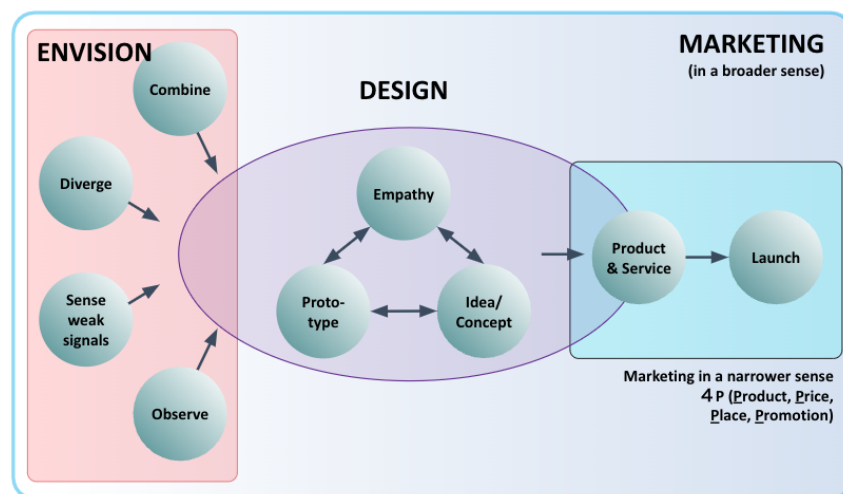 ENVISION
Combine
Diverge
Sense
weak
signals
Observe
DESIGN
Empathy
Proto-
type
Idea/
Concept
MARKETING
(in a broader sense)
Product
& Service
Launch
Marketing in a narrower sense
4 P (Product, Price,
Place, Promotion)